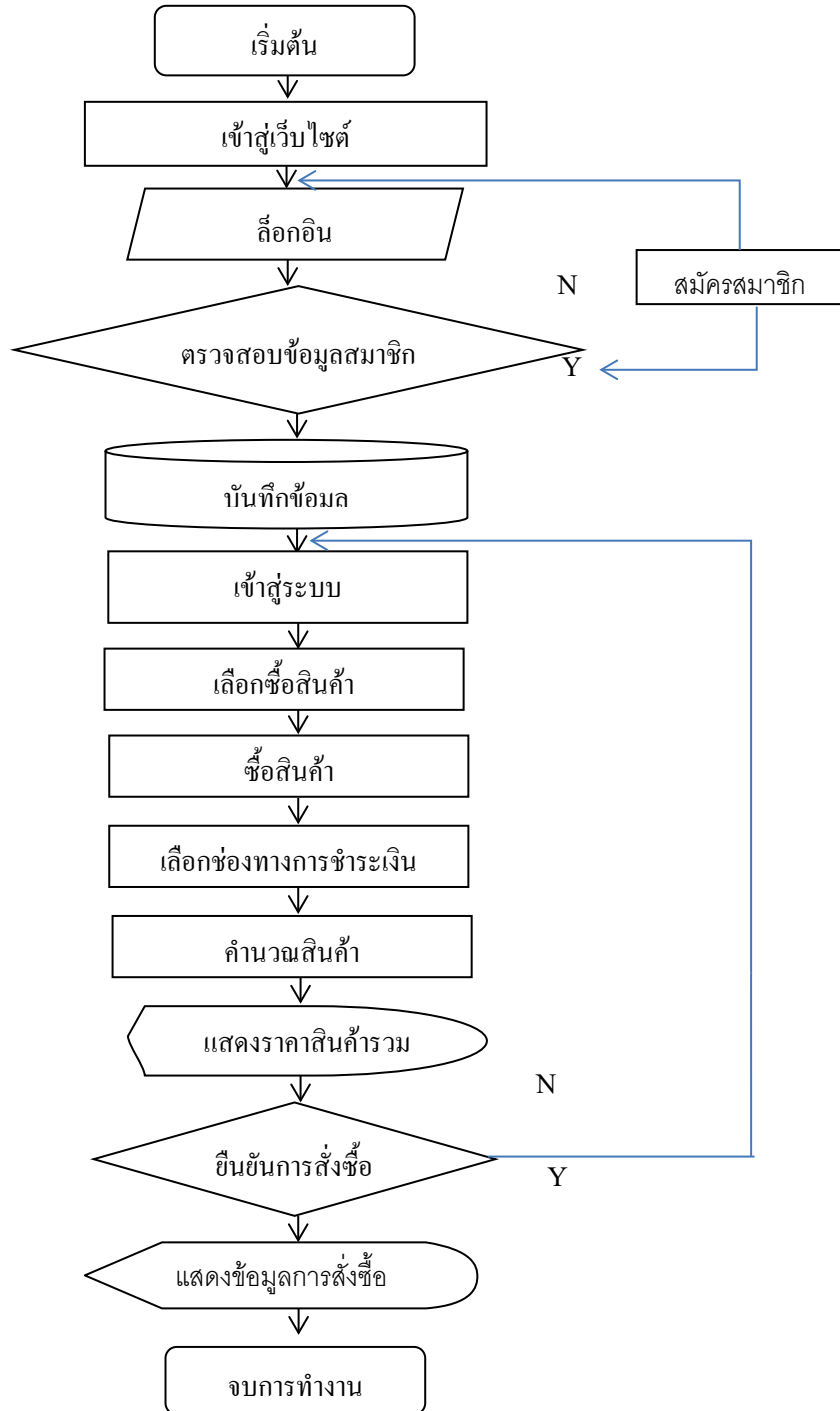 เริ่มต้น
เข้าสู่เว็บไซต์
ล็อกอิน
N
สมัครสมาชิก
ตรวจสอบข้อมูลสมาชิก
Y
บันทึกข้อมล
เข้าสู่ระบบ
เลือกซื้อสินค้า
ซื้อสินค้า
เลือกช่องทางการชำระเงิน
คำนวณสินค้า
แสดงราคาสินค้ารวม
N
ยืนยันการสั่งซื้อ
Y
แสดงข้อมูลการสั่งซื้อ
จบการทำงาน